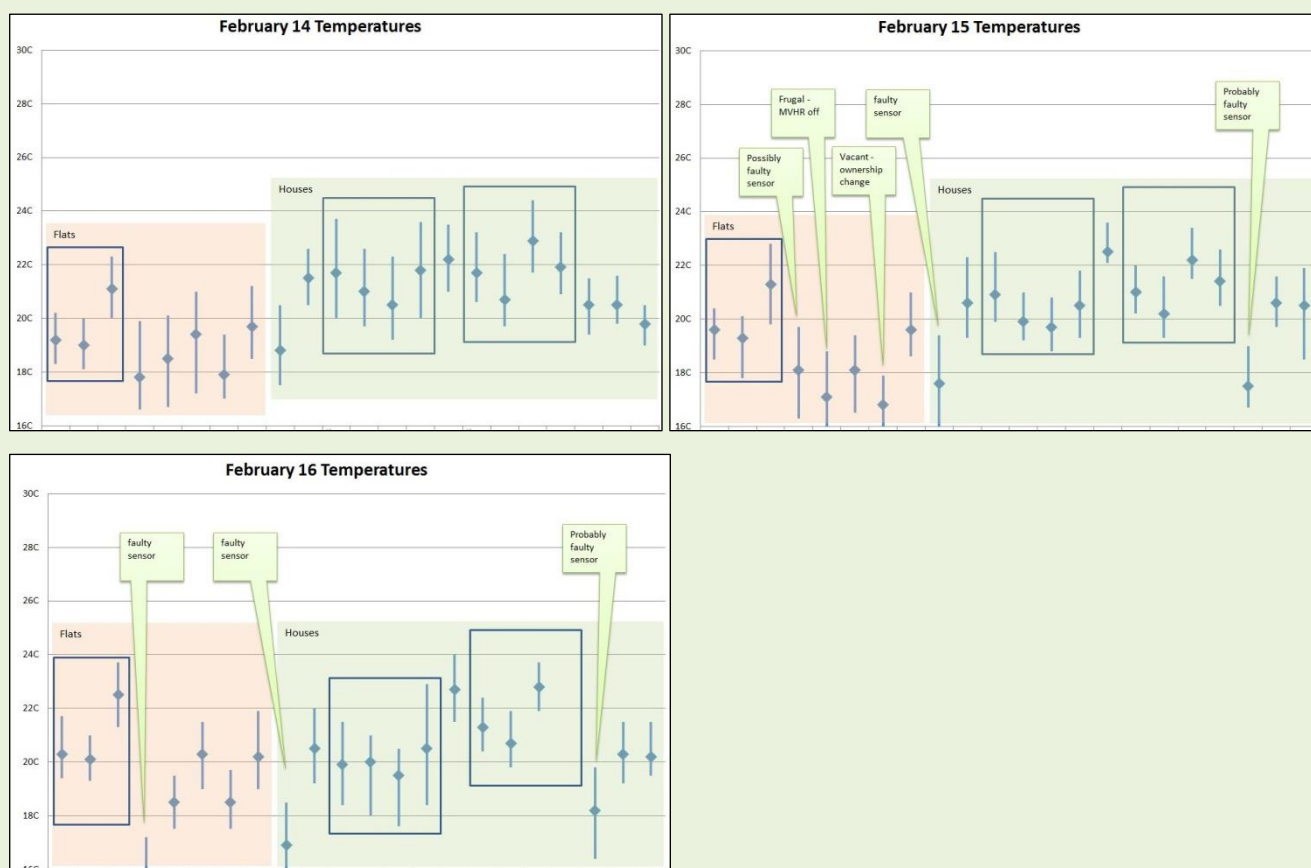 February 14 Temperatures
30C
28C
26C
24C
22C
20C
18C
16C
Flats
Houses
February 15 Temperatures
30C
28C
26C
24C
22C
20C
18C
16C
Possibly
faulty
sensor
Frugal -
MVHR off
Vacant -
ownership
change
faulty
sensor
Probably
faulty
sensor
Flats
Houses
February 16 Temperatures
30C
28C
26C
24C
22C
20C
18C
16C
faulty
sensor
faulty
sensor
Probably
faulty
sensor
Flats
Houses